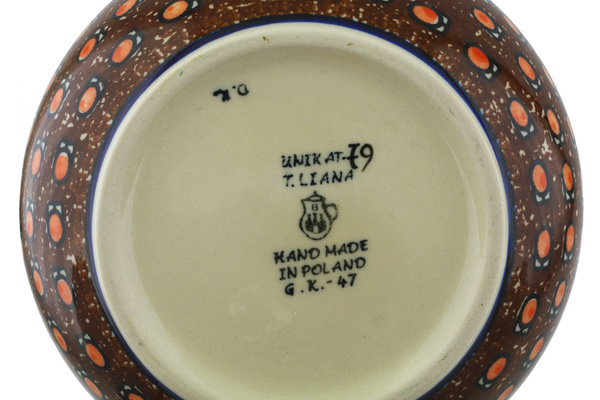 D.K.
UNIKAT-79
T.LIANA
HAND MADE
IN POLAND
G.K.-47